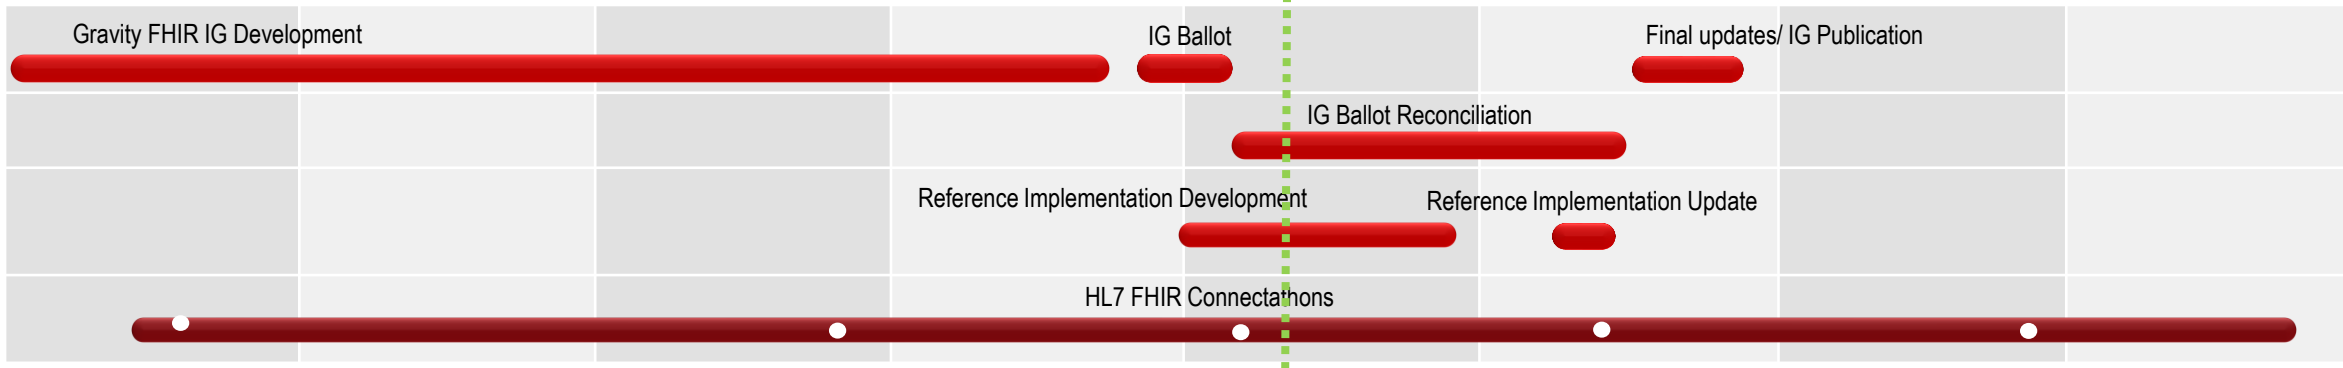 Gravity FHIR IG Development
IG Ballot
Final updates/ IG Publication
IG Ballot Reconciliation
Reference Implementation Development
Reference Implementation Update
HL7 FHIR Connectathons